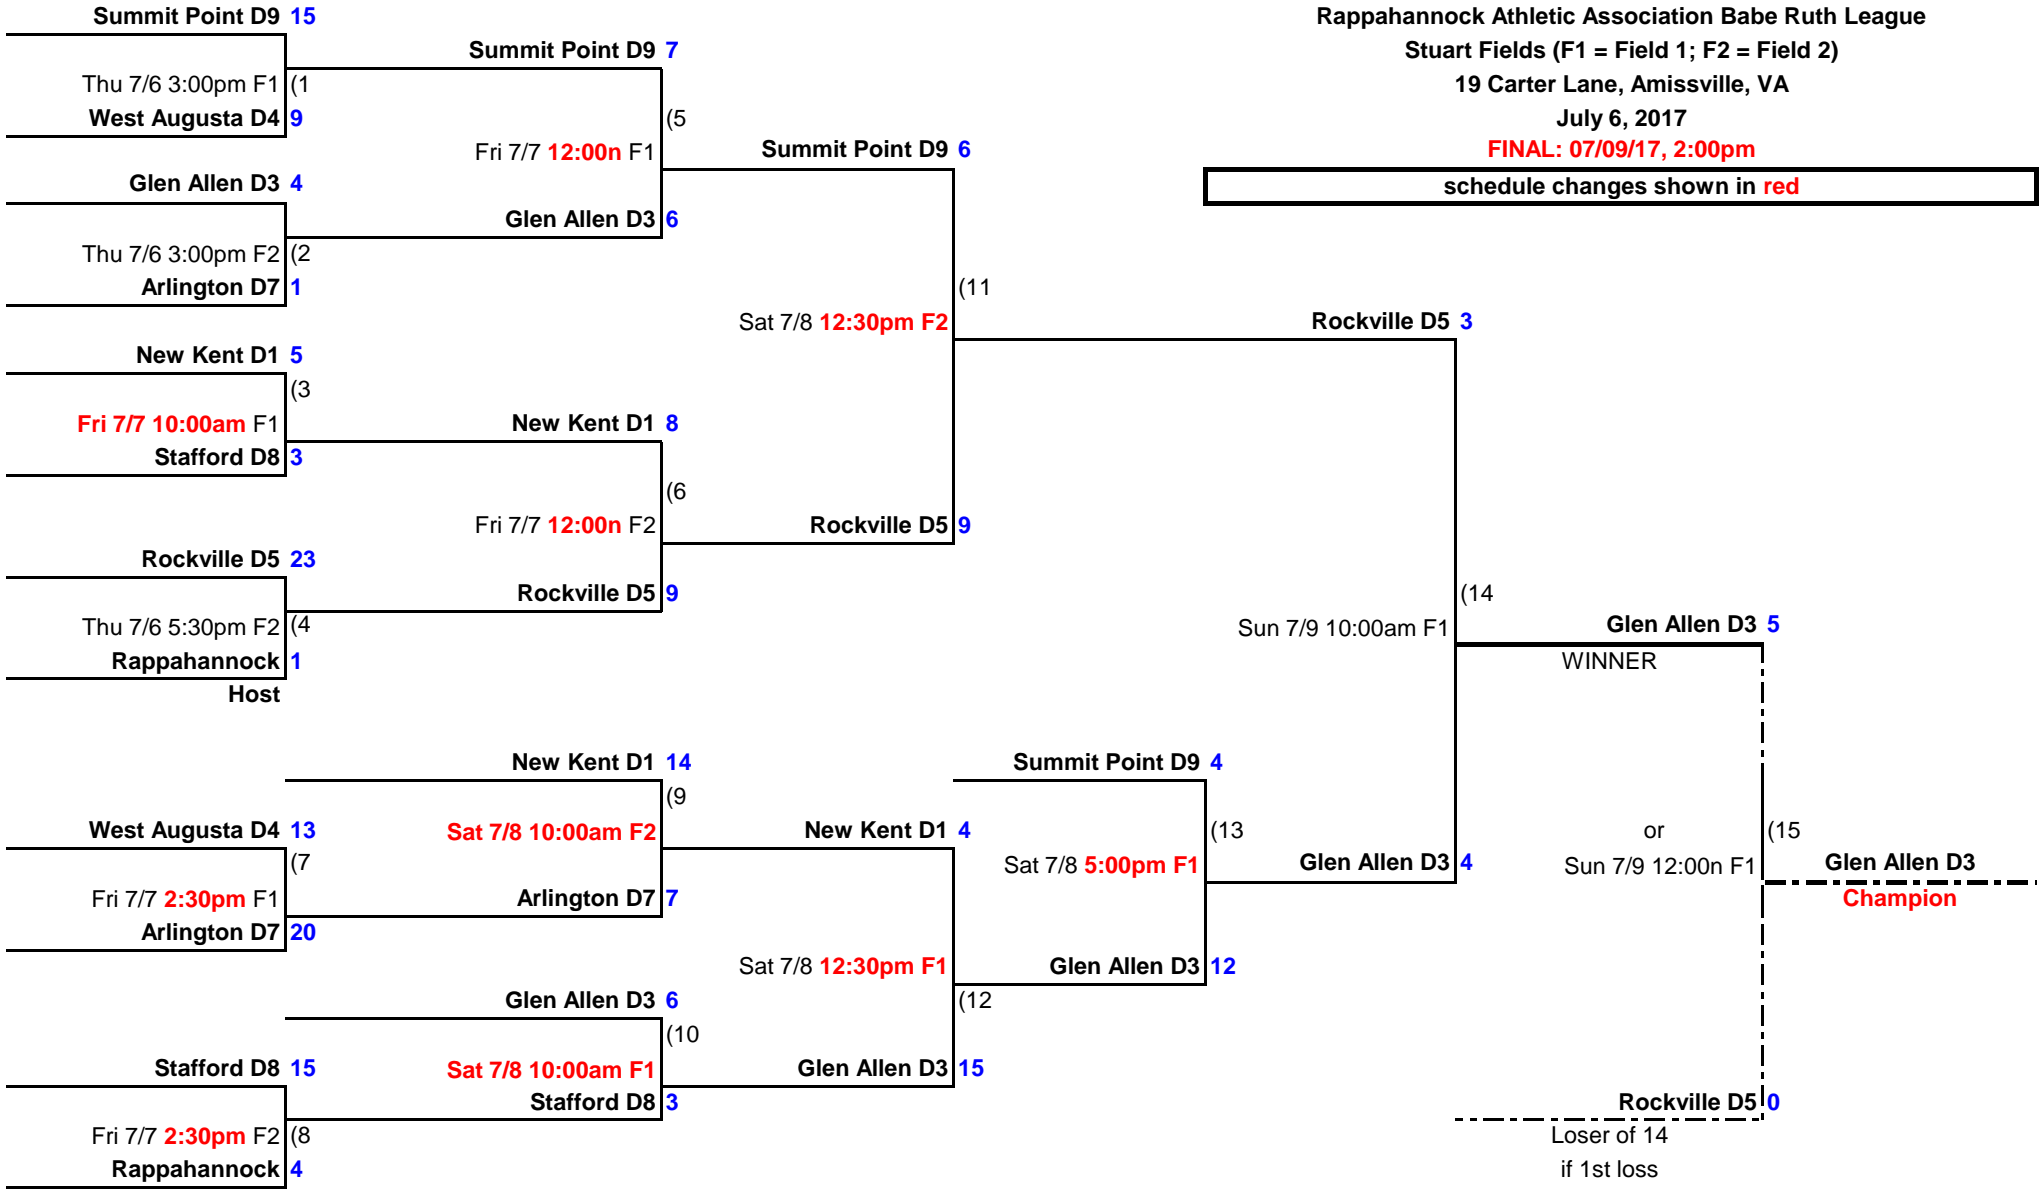 Summit Point D9 15
Rappahannock Athletic Association Babe Ruth League
Summit Point D9 7
Stuart Fields (F1 = Field 1; F2 = Field 2)
Thu 7/6 3:00pm F1 (1
19 Carter Lane, Amissville, VA
West Augusta D4 9
(5
July 6, 2017
Fri 7/7 12:00n F1
Summit Point D9 6
FINAL: 07/09/17, 2:00pm
Glen Allen D3 4
schedule changes shown in red
Glen Allen D3 6
Thu 7/6 3:00pm F2 (2
Arlington D7 1
(11
Sat 7/8 12:30pm F2
Rockville D5 3
New Kent D1 5
(3
Fri 7/7 10:00am F1
New Kent D1 8
Stafford D8 3
(6
Fri 7/7 12:00n F2
Rockville D5 9
Rockville D5 23
Rockville D5 9
(14
Thu 7/6 5:30pm F2 (4
Sun 7/9 10:00am F1
Glen Allen D3 5
Rappahannock 1
WINNER
Host
New Kent D1 14
Summit Point D9 4
(9
West Augusta D4 13
Sat 7/8 10:00am F2
New Kent D1 4
(13
or
(15
(7
Sat 7/8 5:00pm F1
Glen Allen D3 4
Sun 7/9 12:00n F1
Glen Allen D3
Fri 7/7 2:30pm F1
Arlington D7 7
Champion
Arlington D7 20
Sat 7/8 12:30pm F1
Glen Allen D3 12
Glen Allen D3 6
(12
(10
Stafford D8 15
Sat 7/8 10:00am F1
Glen Allen D3 15
Stafford D8 3
Rockville D5 0
Fri 7/7 2:30pm F2 (8
Loser of 14
Rappahannock 4
if 1st loss